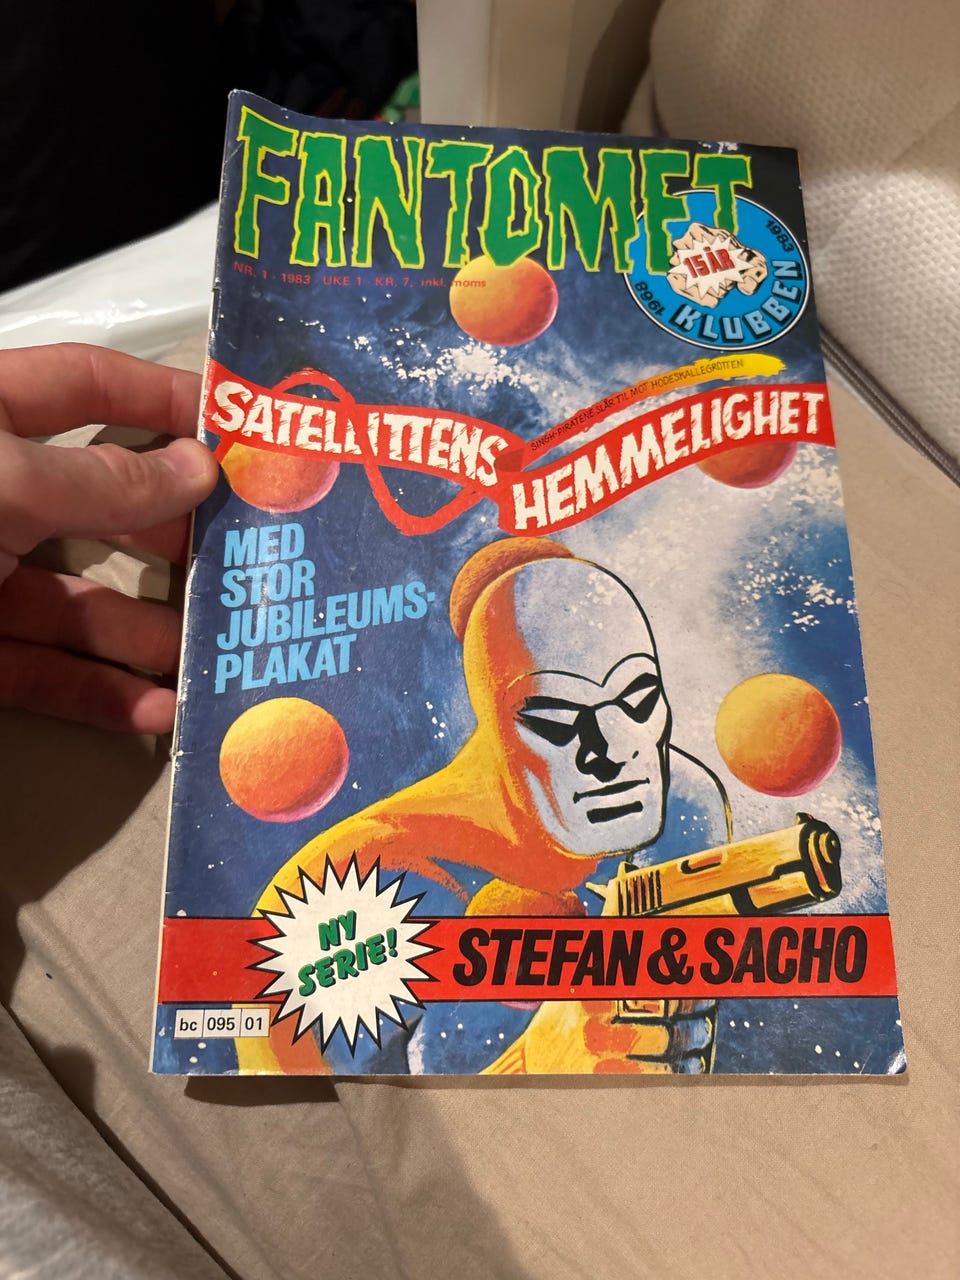 FANTOMET
NR. 1 - 1983 UKE 1 KR. 7, inkl. moms
1968 15 ÅR 1983
KLUBBEN
SINGH-PIRATENE SLÅR TIL MOT HODESKALLEGROTTEN
SATELLITTENS
HEMMELIGHET
MED
STOR
JUBILEUMS-
PLAKAT
NY
SERIE!
STEFAN & SACHO
bc 095 01